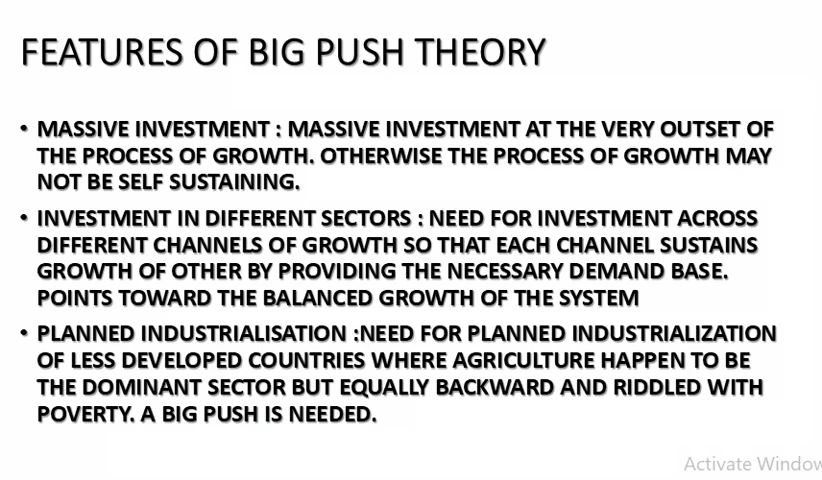 FEATURES OF BIG PUSH THEORY
• MASSIVE INVESTMENT : MASSIVE INVESTMENT AT THE VERY OUTSET OF
THE PROCESS OF GROWTH. OTHERWISE THE PROCESS OF GROWTH MAY
NOT BE SELF SUSTAINING.
• INVESTMENT IN DIFFERENT SECTORS : NEED FOR INVESTMENT ACROSS
DIFFERENT CHANNELS OF GROWTH SO THAT EACH CHANNEL SUSTAINS
GROWTH OF OTHER BY PROVIDING THE NECESSARY DEMAND BASE.
POINTS TOWARD THE BALANCED GROWTH OF THE SYSTEM
• PLANNED INDUSTRIALISATION :NEED FOR PLANNED INDUSTRIALIZATION
OF LESS DEVELOPED COUNTRIES WHERE AGRICULTURE HAPPEN TO BE
THE DOMINANT SECTOR BUT EQUALLY BACKWARD AND RIDDLED WITH
POVERTY. A BIG PUSH IS NEEDED.
Activate Window